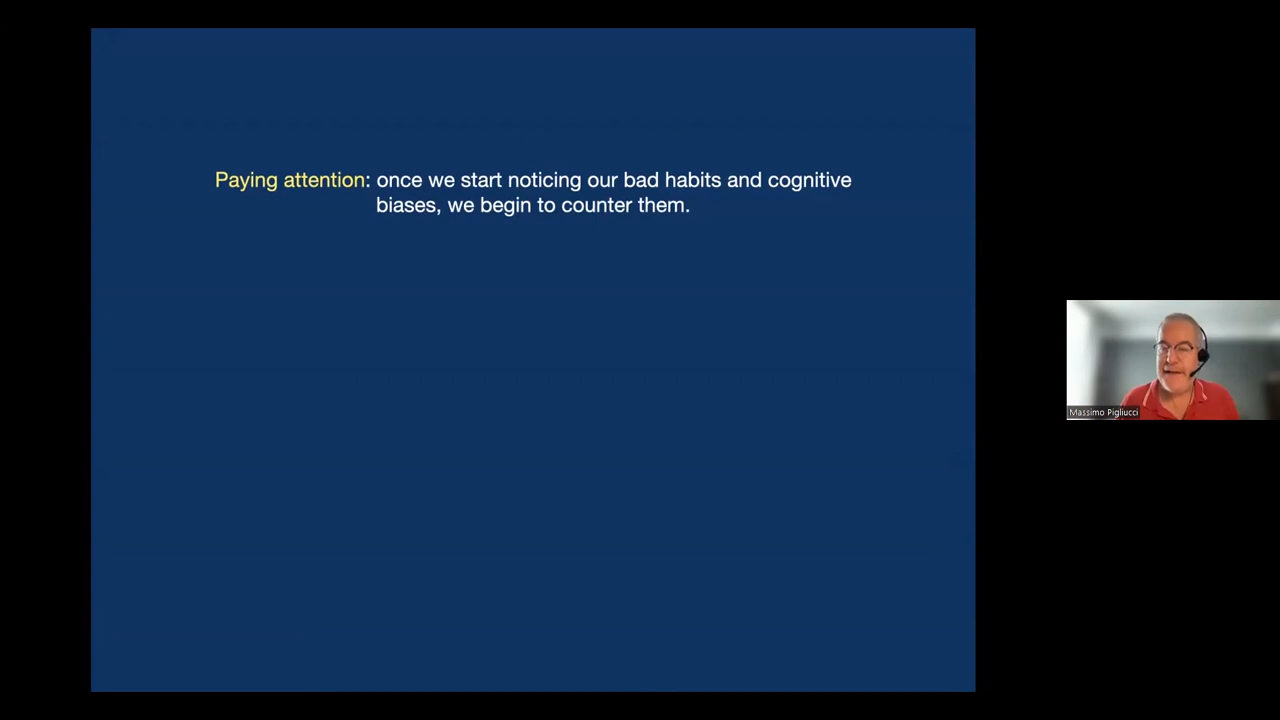 Paying attention: once we start noticing our bad habits and cognitive
biases, we begin to counter them.
Massimo Pigliucci